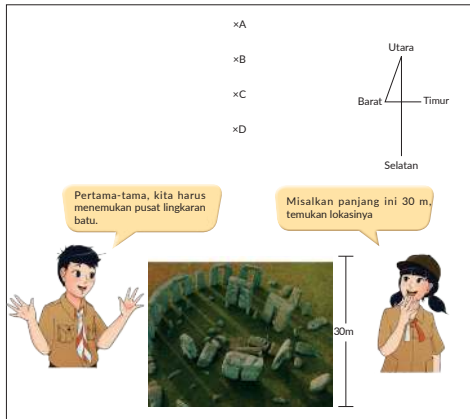 ×A
×B
×C
×D
Utara
Barat
Timur
Selatan
Pertama-tama, kita harus
menemukan pusat lingkaran
batu.
Misalkan panjang ini 30 m,
temukan lokasinya
30m